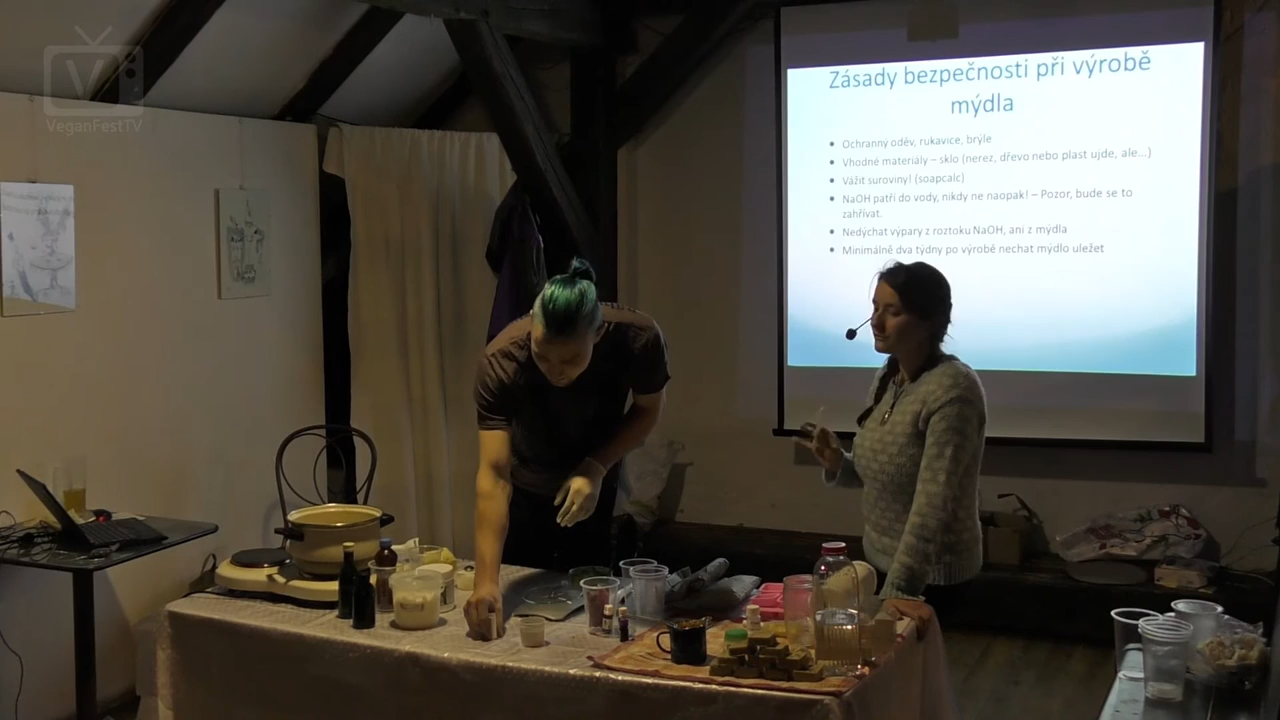 V
VeganFestTV
Zásady bezpečnosti při výrobě
mýdla
Ochranný oděv, rukavice, brýle
Vhodné materiály – sklo (nerez, dřevo nebo plast ujde, ale...)
Vážit suroviny! (soapcalc)
NaOH patří do vody, nikdy ne naopak! – Pozor, bude se to
zahřívat.
Nedýchat výpary z roztoku NaOH, ani z mýdla
Minimálně dva týdny po výrobě nechat mýdlo uležet